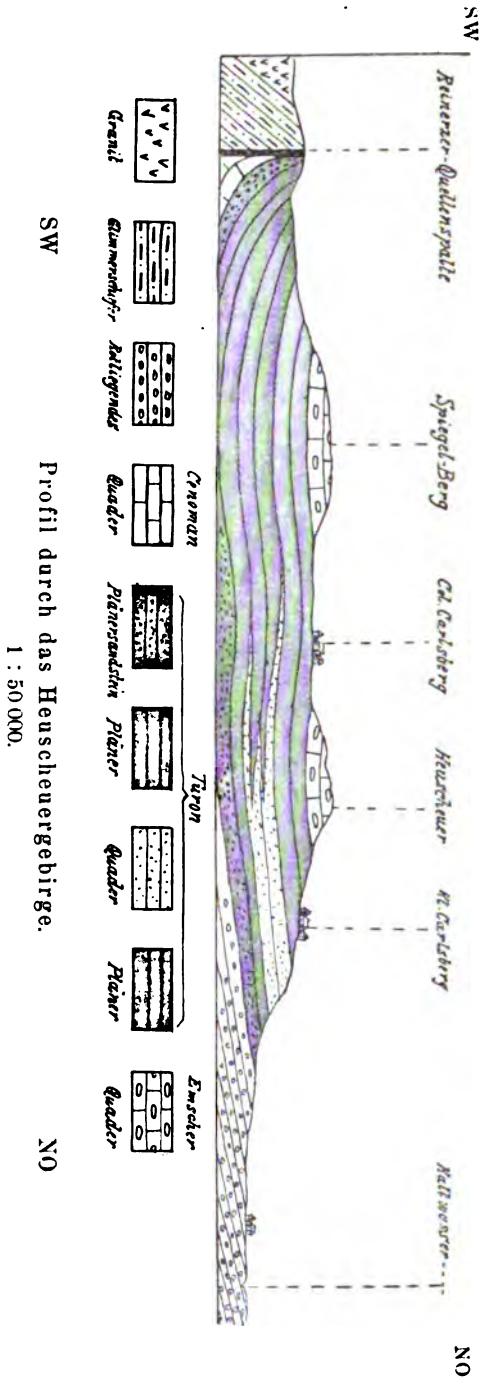 SW
NO
Reinerzer-Quellenspalte
Spiegel-Berg
Col. Carlsberg
Heuscheuer
Kl. Carlsberg
Cenoman
Turon
Emscher
Granit
Glimmerschiefer
Rotliegendes
Quader
Plänersandstein
Pläner
Quader
Pläner
Quader
SW
NO
Profil durch das Heuscheuergebirge.
1 : 50 000.